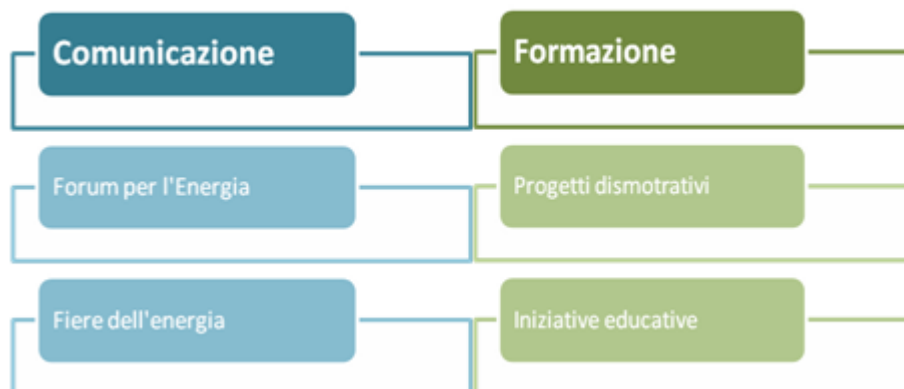 Comunicazione
Formazione
Forum per l'Energia
Progetti dismotrativi
Fiere dell'energia
Iniziative educative